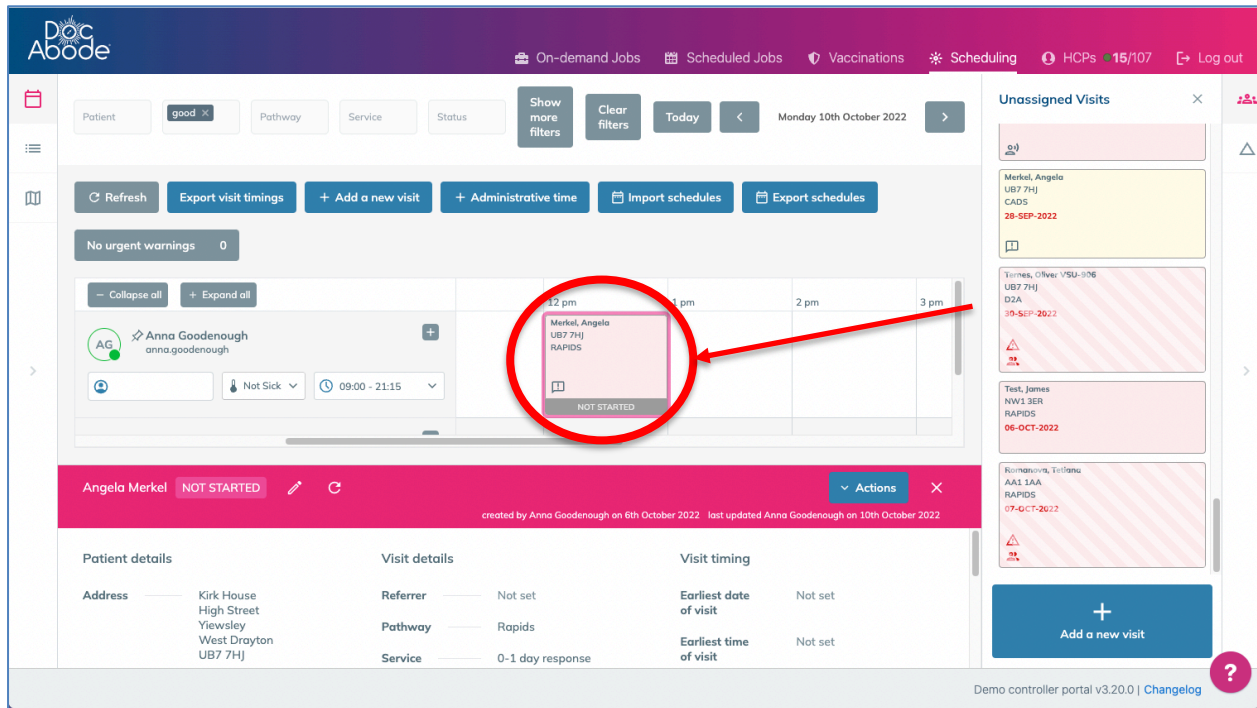 Doc
Abode
On-demand Jobs
Scheduled Jobs
Vaccinations
Scheduling
HCPs 15/107
Log out
Patient
good ×
Pathway
Service
Status
Show
more
filters
Clear
filters
Today
<
Monday 10th October 2022
>
Refresh
Export visit timings
+ Add a new visit
+ Administrative time
Import schedules
Export schedules
No urgent warnings 0
− Collapse all
+ Expand all
12 pm
1 pm
2 pm
3 pm
AG
Anna Goodenough
anna.goodenough
+
Not Sick
09:00 - 21:15
Merkel, Angela
UB7 7HJ
RAPIDS
NOT STARTED
Angela Merkel
NOT STARTED
Actions
created by Anna Goodenough on 6th October 2022 last updated Anna Goodenough on 10th October 2022
Patient details
Address
Kirk House
High Street
Yiewsley
West Drayton
UB7 7HJ
Visit details
Referrer
Not set
Pathway
Rapids
Service
0-1 day response
Visit timing
Earliest date
of visit
Not set
Earliest time
of visit
Not set
Unassigned Visits
Merkel, Angela
UB7 7HJ
CADS
28-SEP-2022
Ternes, Oliver VSU-906
UB7 7HJ
D2A
30-SEP-2022
Test, James
NW1 3ER
RAPIDS
06-OCT-2022
Romanova, Tetiana
AA1 1AA
RAPIDS
07-OCT-2022
+
Add a new visit
?
Demo controller portal v3.20.0 | Changelog